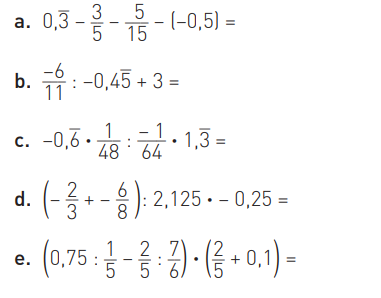 a. 0,3̅ − 3/5 − 5/15 − (−0,5) =
b. −6/11 : −0,45̅ + 3 =
c. −0,6̅ • 1/48 : −1/64 • 1,3̅ =
d. (−2/3 + −6/8) : 2,125 • − 0,25 =
e. (0,75 : 1/5 − 2/5 : 7/6) • (2/5 + 0,1) =